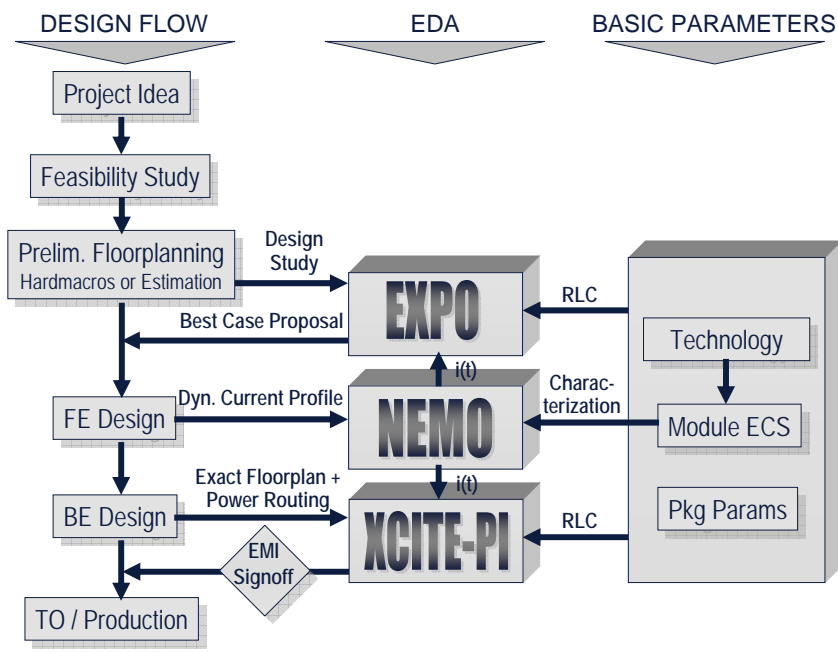 DESIGN FLOW
EDA
BASIC PARAMETERS
Project Idea
Feasibility Study
Prelim. Floorplanning
Hardmacros or Estimation
Design
Study
EXPO
RLC
Best Case Proposal
Technology
i(t)
Charac-
terization
FE Design
Dyn. Current Profile
NEMO
Module ECS
Exact Floorplan +
Power Routing
i(t)
BE Design
XCITE-PI
RLC
Pkg Params
EMI
Signoff
TO / Production